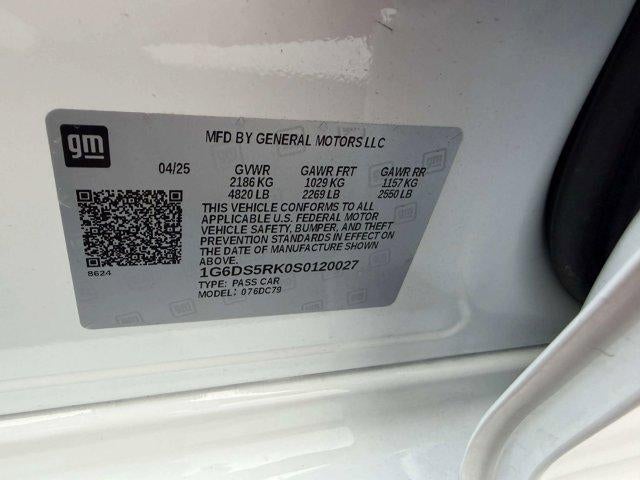 gm
MFD BY GENERAL MOTORS LLC
04/25 GVWR GAWR FRT GAWR RR
2186 KG 1029 KG 1157 KG
4820 LB 2269 LB 2550 LB
THIS VEHICLE CONFORMS TO ALL
APPLICABLE U.S. FEDERAL MOTOR
VEHICLE SAFETY, BUMPER, AND THEFT
PREVENTION STANDARDS IN EFFECT ON
THE DATE OF MANUFACTURE SHOWN
ABOVE.
8624
1G6DS5RK0S0120027
TYPE: PASS CAR
MODEL: 076DC79